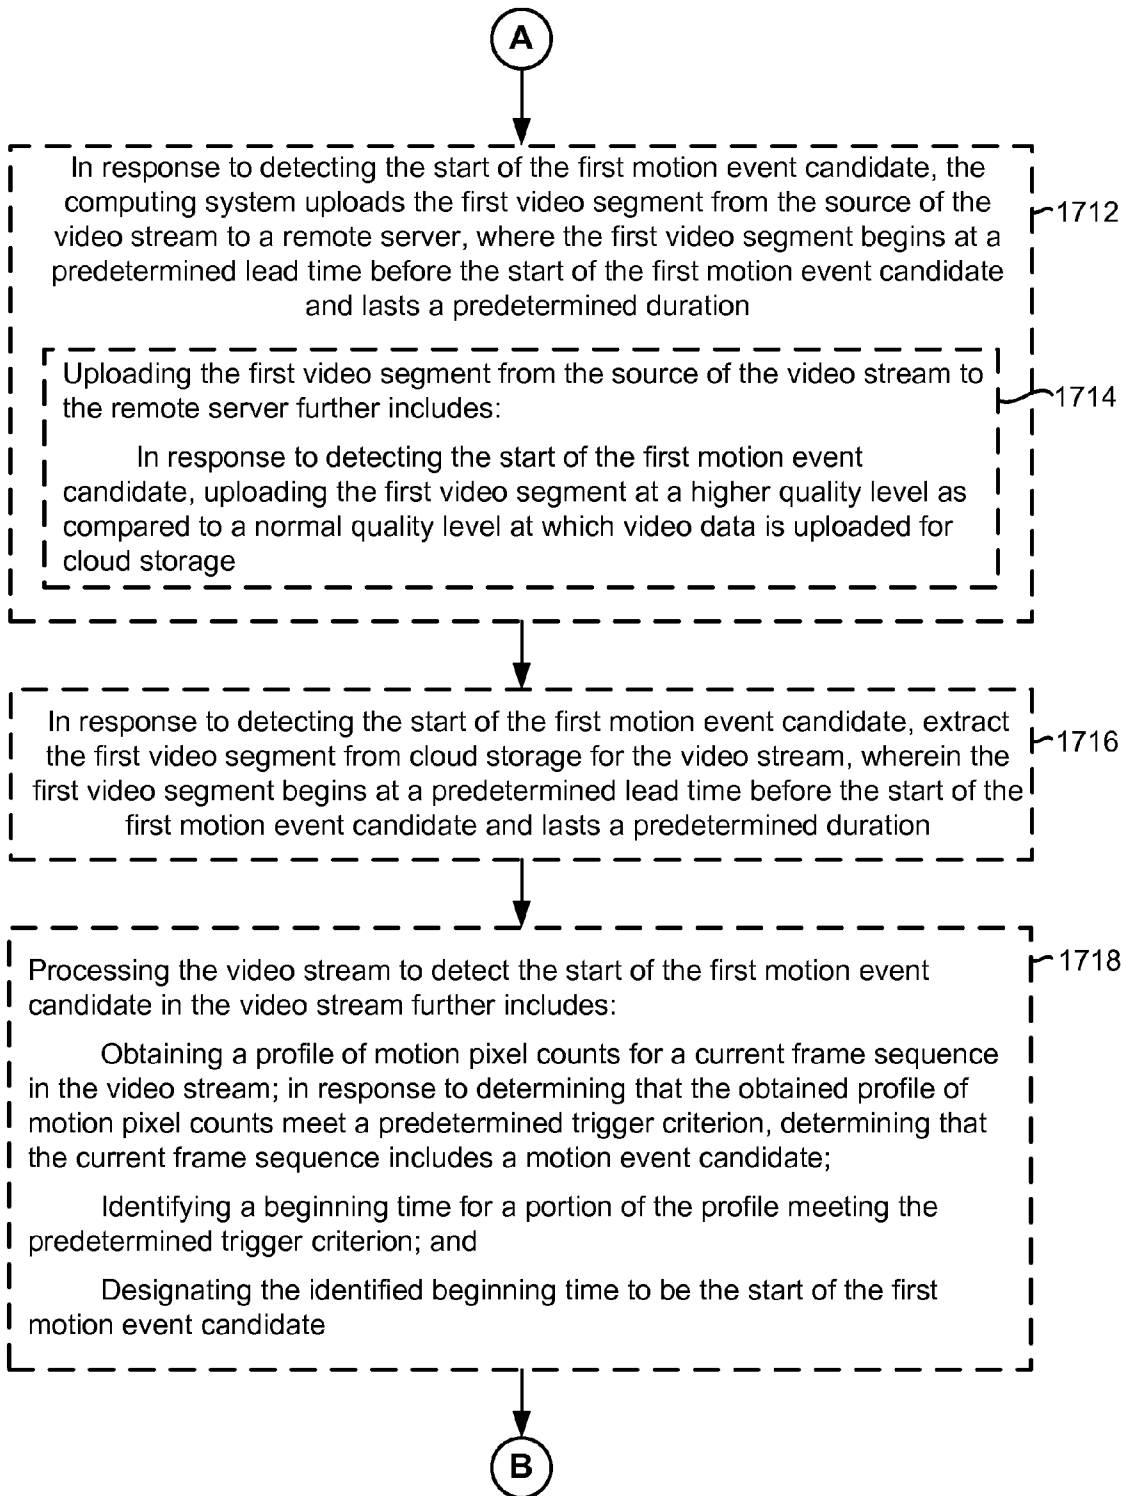 A
In response to detecting the start of the first motion event candidate, the
computing system uploads the first video segment from the source of the
video stream to a remote server, where the first video segment begins at a
predetermined lead time before the start of the first motion event candidate
and lasts a predetermined duration
1712
Uploading the first video segment from the source of the video stream to
the remote server further includes:
1714
In response to detecting the start of the first motion event
candidate, uploading the first video segment at a higher quality level as
compared to a normal quality level at which video data is uploaded for
cloud storage
In response to detecting the start of the first motion event candidate, extract
the first video segment from cloud storage for the video stream, wherein the
first video segment begins at a predetermined lead time before the start of the
first motion event candidate and lasts a predetermined duration
1716
Processing the video stream to detect the start of the first motion event
candidate in the video stream further includes:
1718
Obtaining a profile of motion pixel counts for a current frame sequence
in the video stream; in response to determining that the obtained profile of
motion pixel counts meet a predetermined trigger criterion, determining that
the current frame sequence includes a motion event candidate;
Identifying a beginning time for a portion of the profile meeting the
predetermined trigger criterion; and
Designating the identified beginning time to be the start of the first
motion event candidate
B